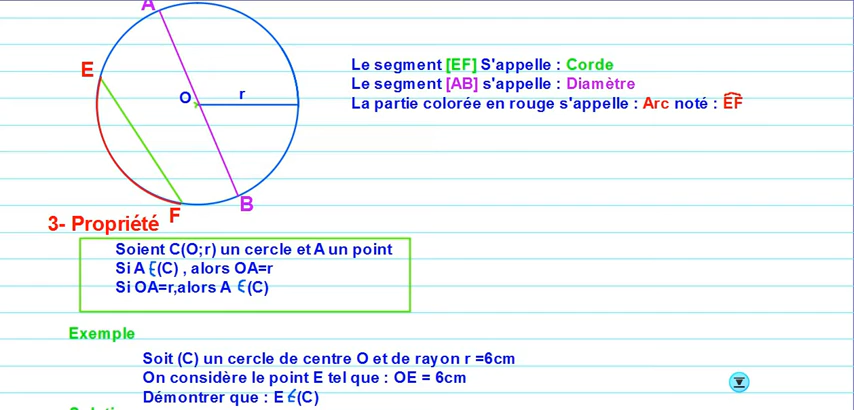 A
E
O
r
B
F
Le segment [EF] S'appelle : Corde
Le segment [AB] s'appelle : Diamètre
La partie colorée en rouge s'appelle : Arc noté : EF
3- Propriété
Soient C(O;r) un cercle et A un point
Si A ∈(C) , alors OA=r
Si OA=r,alors A ∈(C)
Exemple
Soit (C) un cercle de centre O et de rayon r =6cm
On considère le point E tel que : OE = 6cm
Démontrer que : E ∈(C)